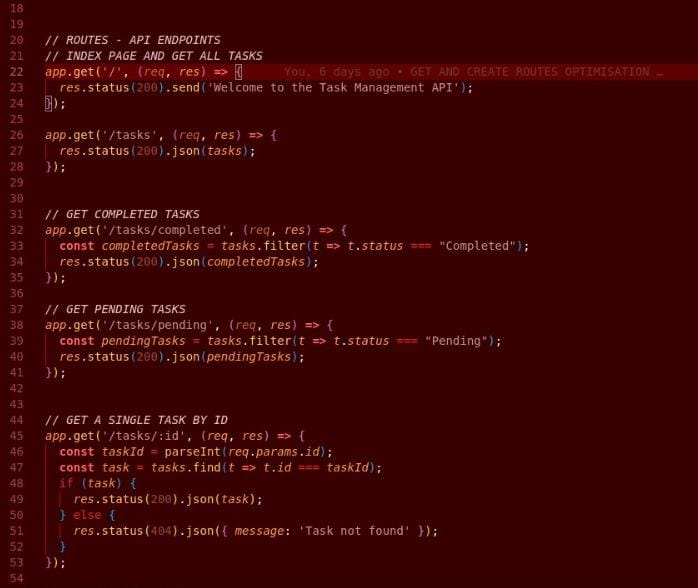 18
19
20 // ROUTES - API ENDPOINTS
21 // INDEX PAGE AND GET ALL TASKS
22 app.get('/', (req, res) => { You, 6 days ago • GET AND CREATE ROUTES OPTIMISATION …
23 res.status(200).send('Welcome to the Task Management API');
24 });
25
26 app.get('/tasks', (req, res) => {
27 res.status(200).json(tasks);
28 });
29
30
31 // GET COMPLETED TASKS
32 app.get('/tasks/completed', (req, res) => {
33 const completedTasks = tasks.filter(t => t.status === "Completed");
34 res.status(200).json(completedTasks);
35 });
36
37 // GET PENDING TASKS
38 app.get('/tasks/pending', (req, res) => {
39 const pendingTasks = tasks.filter(t => t.status === "Pending");
40 res.status(200).json(pendingTasks);
41 });
42
43
44 // GET A SINGLE TASK BY ID
45 app.get('/tasks/:id', (req, res) => {
46 const taskId = parseInt(req.params.id);
47 const task = tasks.find(t => t.id === taskId);
48 if (task) {
49 res.status(200).json(task);
50 } else {
51 res.status(404).json({ message: 'Task not found' });
52 }
53 });
54